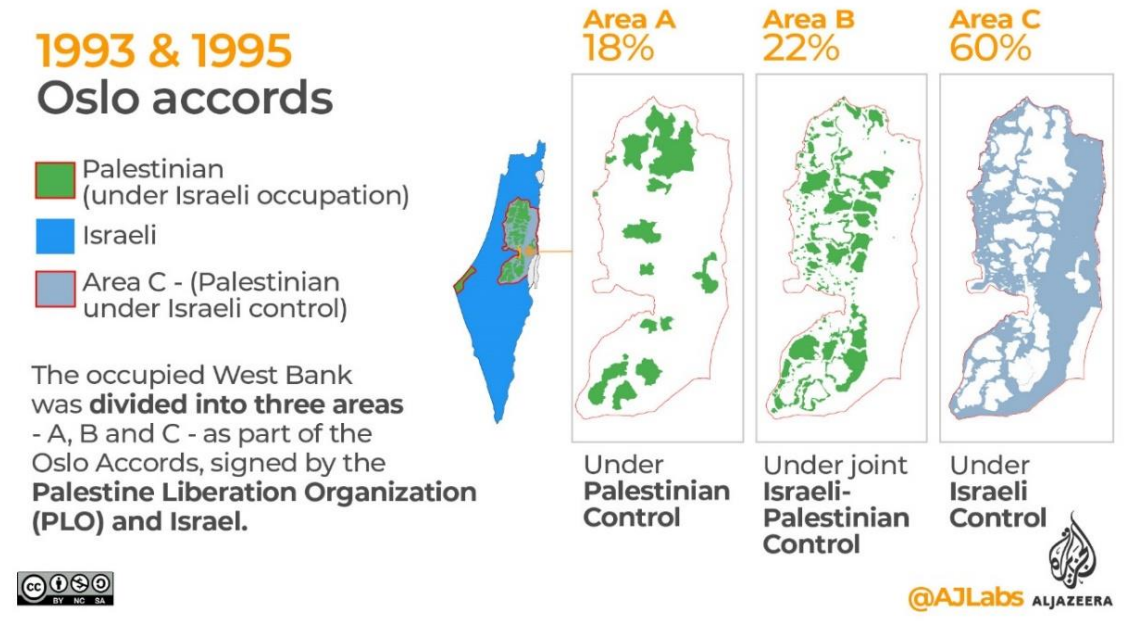 1993 & 1995
Oslo accords
Palestinian
(under Israeli occupation)
Israeli
Area C - (Palestinian
under Israeli control)
The occupied West Bank
was divided into three areas
- A, B and C - as part of the
Oslo Accords, signed by the
Palestine Liberation Organization
(PLO) and Israel.
Area A
18%
Under
Palestinian
Control
Area B
22%
Under joint
Israeli-
Palestinian
Control
Area C
60%
Under
Israeli
Control
cc
BY NC SA
@AJLabs
ALJAZEERA